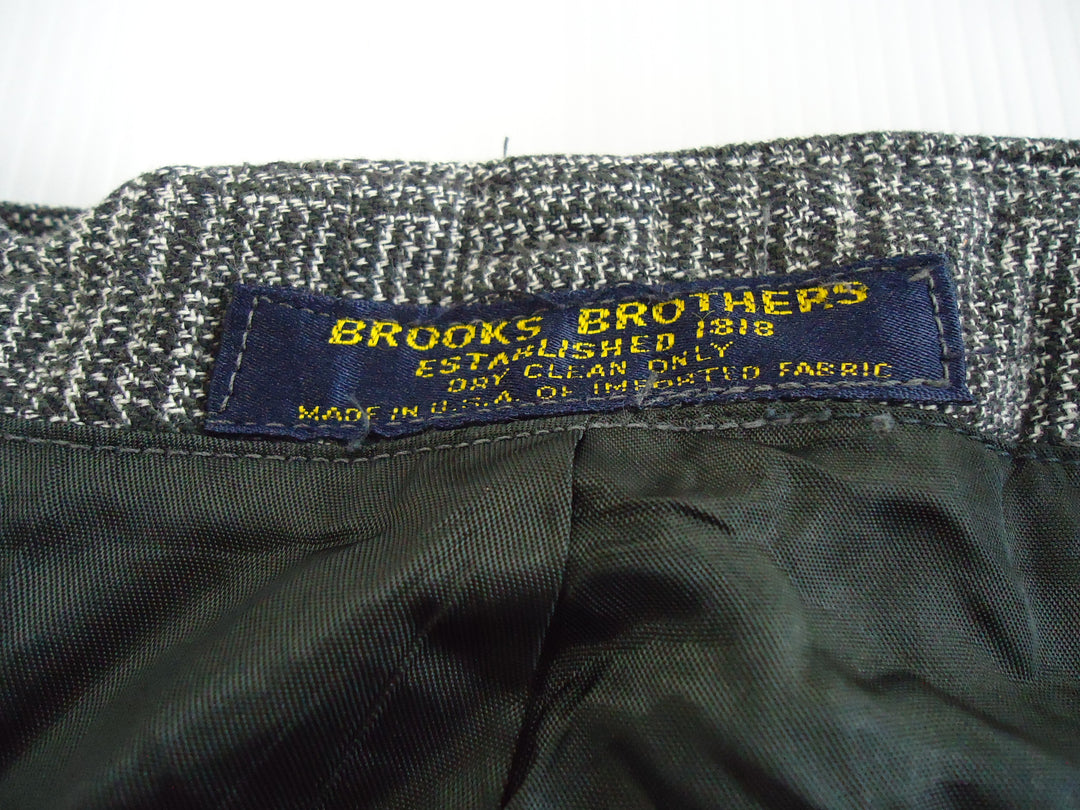 BROOKS BROTHERS
ESTABLISHED 1818
DRY CLEAN ONLY
MADE IN U.S.A. OF IMPORTED FABRIC